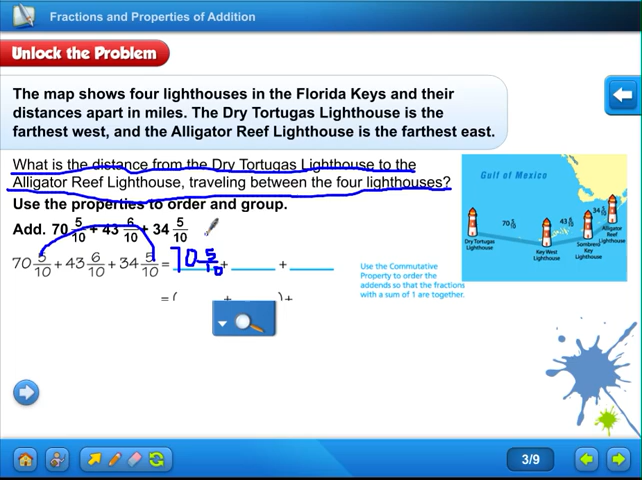 Fractions and Properties of Addition
Unlock the Problem
The map shows four lighthouses in the Florida Keys and their
distances apart in miles. The Dry Tortugas Lighthouse is the
farthest west, and the Alligator Reef Lighthouse is the farthest east.
What is the distance from the Dry Tortugas Lighthouse to the
Alligator Reef Lighthouse, traveling between the four lighthouses?
Use the properties to order and group.
Add. 70 5/10 + 43 6/10 + 34 5/10
70 5/10 + 43 6/10 + 34 5/10 = 70 5/10 + ____ + ____
= ( + ) +
Use the Commutative
Property to order the
addends so that the fractions
with a sum of 1 are together.
Gulf of Mexico
70 5/10
43 6/10
34 5/10
Dry Tortugas
Lighthouse
Key West
Lighthouse
Sombrero
Key
Lighthouse
Alligator
Reef
Lighthouse
3/9